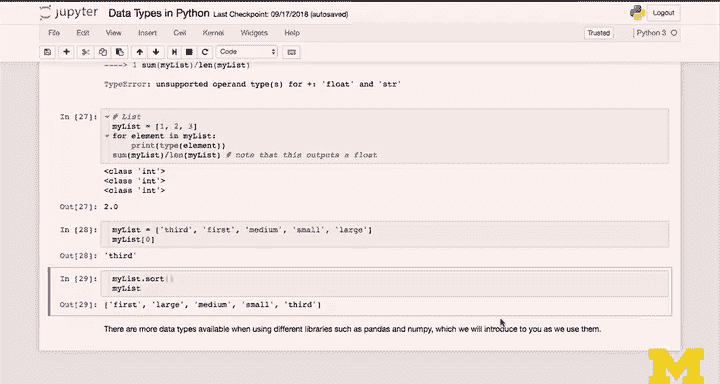 jupyter Data Types in Python Last Checkpoint: 09/17/2018 (autosaved) Logout
File Edit View Insert Cell Kernel Widgets Help Trusted Python 3
Code
----> 1 sum(myList)/len(myList)
TypeError: unsupported operand type(s) for +: 'float' and 'str'
In [27]: # List
myList = [1, 2, 3]
for element in myList:
print(type(element))
sum(myList)/len(myList) # note that this outputs a float
<class 'int'>
<class 'int'>
<class 'int'>
Out[27]: 2.0
In [28]: myList = ['third', 'first', 'medium', 'small', 'large']
myList[0]
Out[28]: 'third'
In [29]: myList.sort()
myList
Out[29]: ['first', 'large', 'medium', 'small', 'third']
There are more data types available when using different libraries such as pandas and numpy, which we will introduce to you as we use them.
M